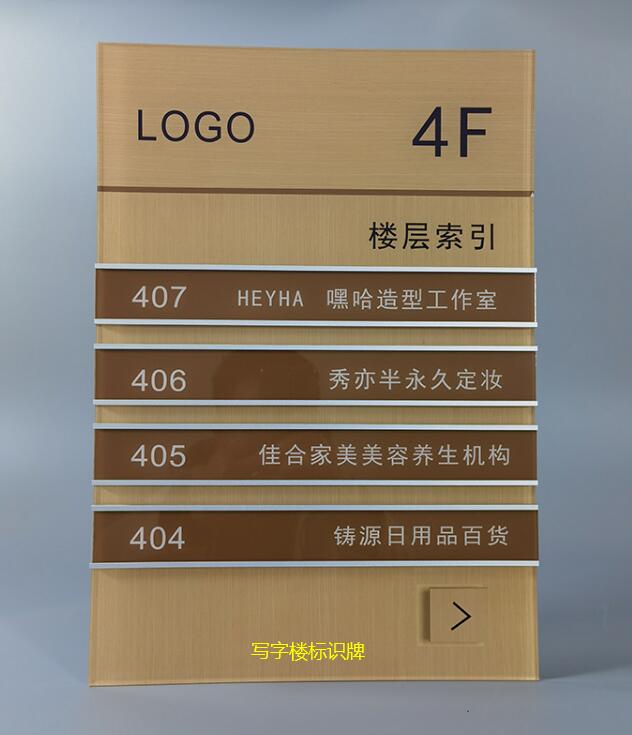 LOGO 4F
楼层索引
407 HEYHA 嘿哈造型工作室
406 秀亦半永久定妆
405 佳合家美美容养生机构
404 铸源日用品百货
>
写字楼标识牌